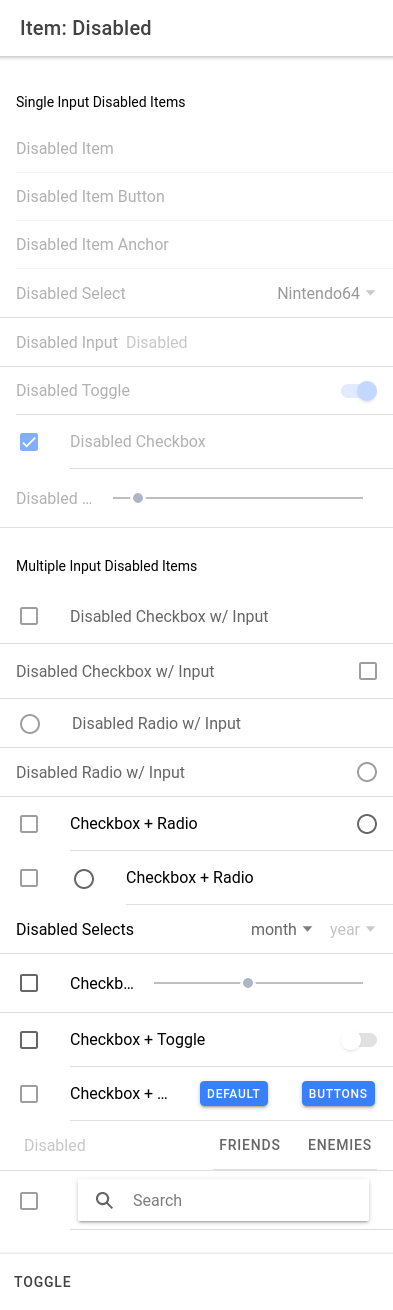 Item: Disabled
Single Input Disabled Items
Disabled Item
Disabled Item Button
Disabled Item Anchor
Disabled Select Nintendo64
Disabled Input Disabled
Disabled Toggle
Disabled Checkbox
Disabled ...
Multiple Input Disabled Items
Disabled Checkbox w/ Input
Disabled Checkbox w/ Input
Disabled Radio w/ Input
Disabled Radio w/ Input
Checkbox + Radio
Checkbox + Radio
Disabled Selects month year
Checkb...
Checkbox + Toggle
Checkbox + ... DEFAULT BUTTONS
Disabled FRIENDS ENEMIES
Search
TOGGLE